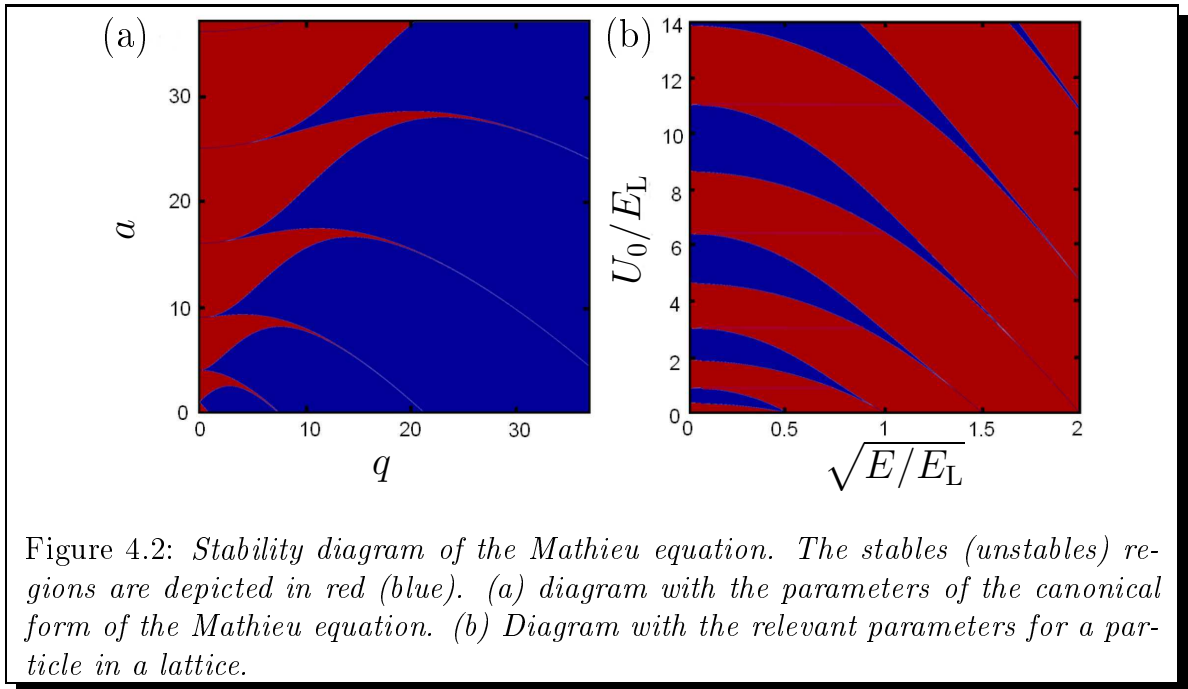 (a)
a
30
20
10
0
0
10
20
30
q
(b)
U0/EL
14
12
10
8
6
4
2
0
0
0.5
1
1.5
2
√E/EL
Figure 4.2: Stability diagram of the Mathieu equation. The stables (unstables) re-
gions are depicted in red (blue). (a) diagram with the parameters of the canonical
form of the Mathieu equation. (b) Diagram with the relevant parameters for a par-
ticle in a lattice.